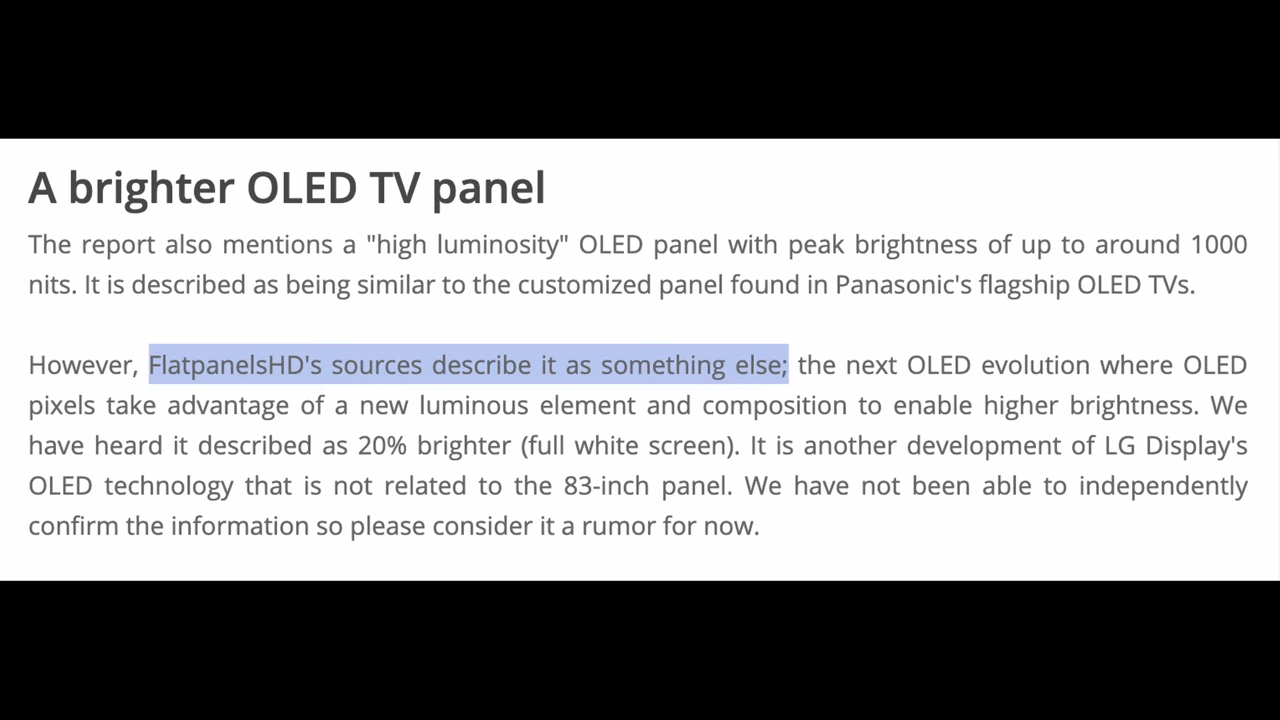 A brighter OLED TV panel
The report also mentions a "high luminosity" OLED panel with peak brightness of up to around 1000
nits. It is described as being similar to the customized panel found in Panasonic's flagship OLED TVs.
However, FlatpanelsHD's sources describe it as something else; the next OLED evolution where OLED
pixels take advantage of a new luminous element and composition to enable higher brightness. We
have heard it described as 20% brighter (full white screen). It is another development of LG Display's
OLED technology that is not related to the 83-inch panel. We have not been able to independently
confirm the information so please consider it a rumor for now.